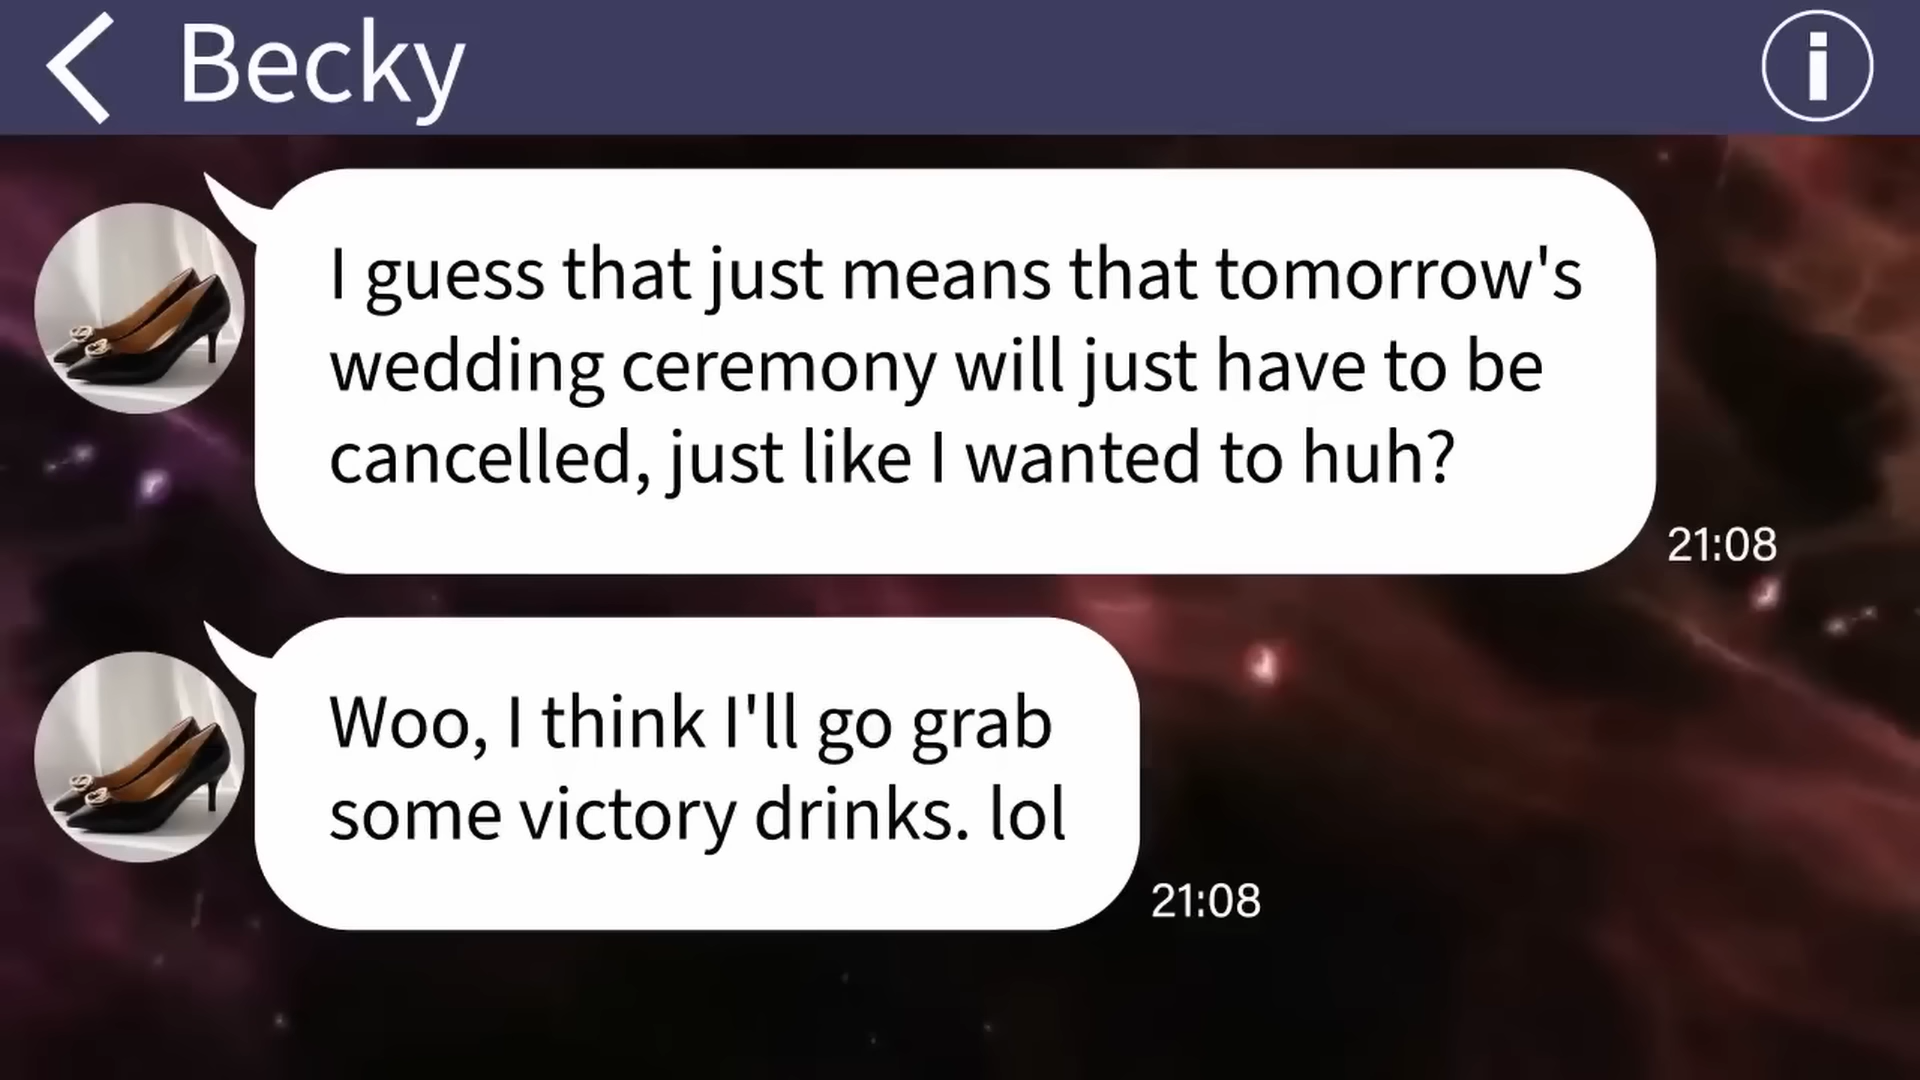 Becky
I guess that just means that tomorrow's
wedding ceremony will just have to be
cancelled, just like I wanted to huh?
21:08
Woo, I think I'll go grab
some victory drinks. lol
21:08